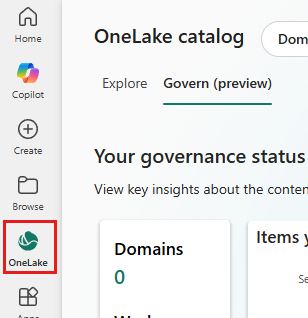 Home
Copilot
Create
Browse
OneLake
Apps
OneLake catalog
Dom
Explore
Govern (preview)
Your governance status
View key insights about the conten
Domains
0
Items y
Se